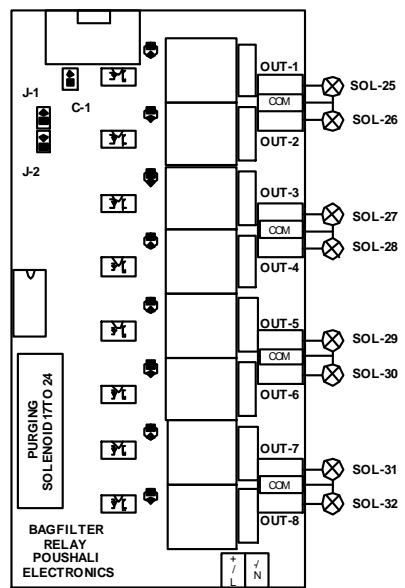 OUT-1
SOL-25
J-1
C-1
COM
SOL-26
OUT-2
J-2
OUT-3
SOL-27
COM
SOL-28
OUT-4
OUT-5
SOL-29
COM
SOL-30
OUT-6
PURGING
SOLENOID 17 TO 24
OUT-7
SOL-31
COM
SOL-32
OUT-8
BAGFILTER
RELAY
POUSHALI
ELECTRONICS
+/L
-/N